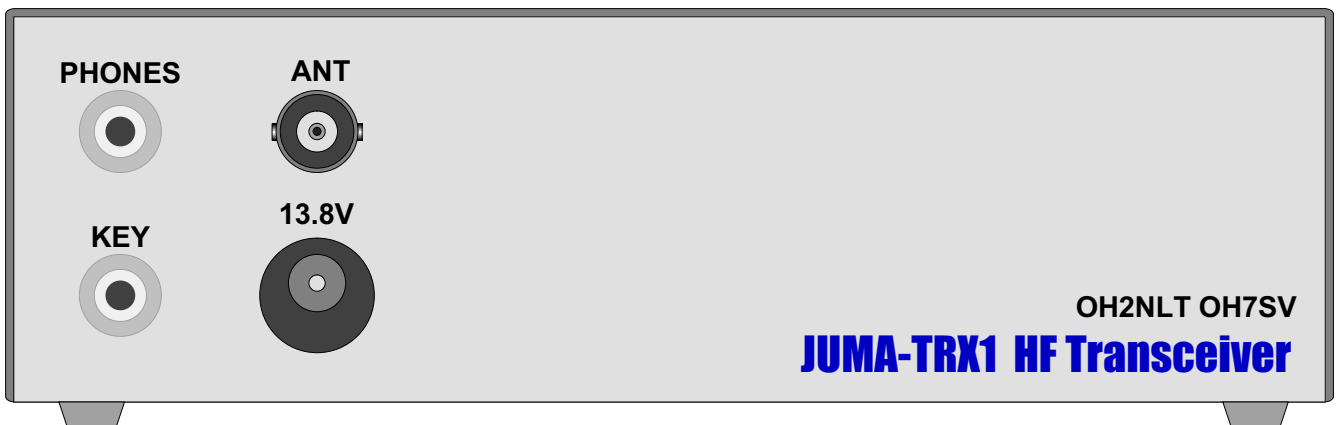 PHONES
ANT
KEY
13.8V
OH2NLT OH7SV
JUMA-TRX1 HF Transceiver